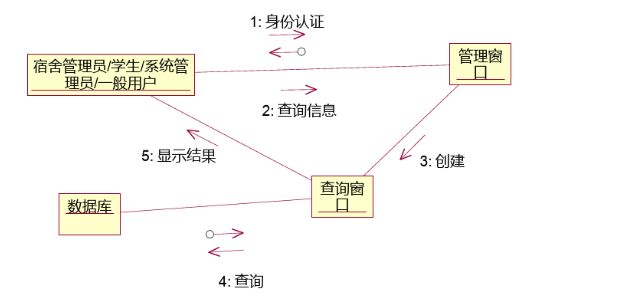 1: 身份认证
宿舍管理员/学生/系统管
理员/一般用户
管理窗
口
2: 查询信息
5: 显示结果
3: 创建
数据库
查询窗
口
4: 查询